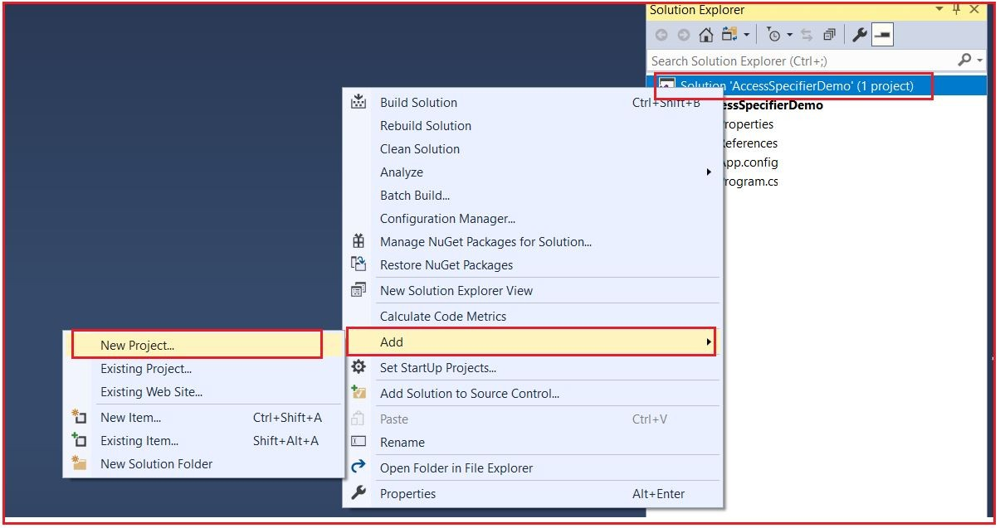 Solution Explorer
Search Solution Explorer (Ctrl+;)
Solution 'AccessSpecifierDemo' (1 project)
essSpecifierDemo
roperties
eferences
pp.config
rogram.cs
Build Solution Ctrl+Shift+B
Rebuild Solution
Clean Solution
Analyze
Batch Build...
Configuration Manager...
Manage NuGet Packages for Solution...
Restore NuGet Packages
New Solution Explorer View
Calculate Code Metrics
Add
Set StartUp Projects...
Add Solution to Source Control...
Paste Ctrl+V
Rename
Open Folder in File Explorer
Properties Alt+Enter
New Project...
Existing Project...
Existing Web Site...
New Item... Ctrl+Shift+A
Existing Item... Shift+Alt+A
New Solution Folder